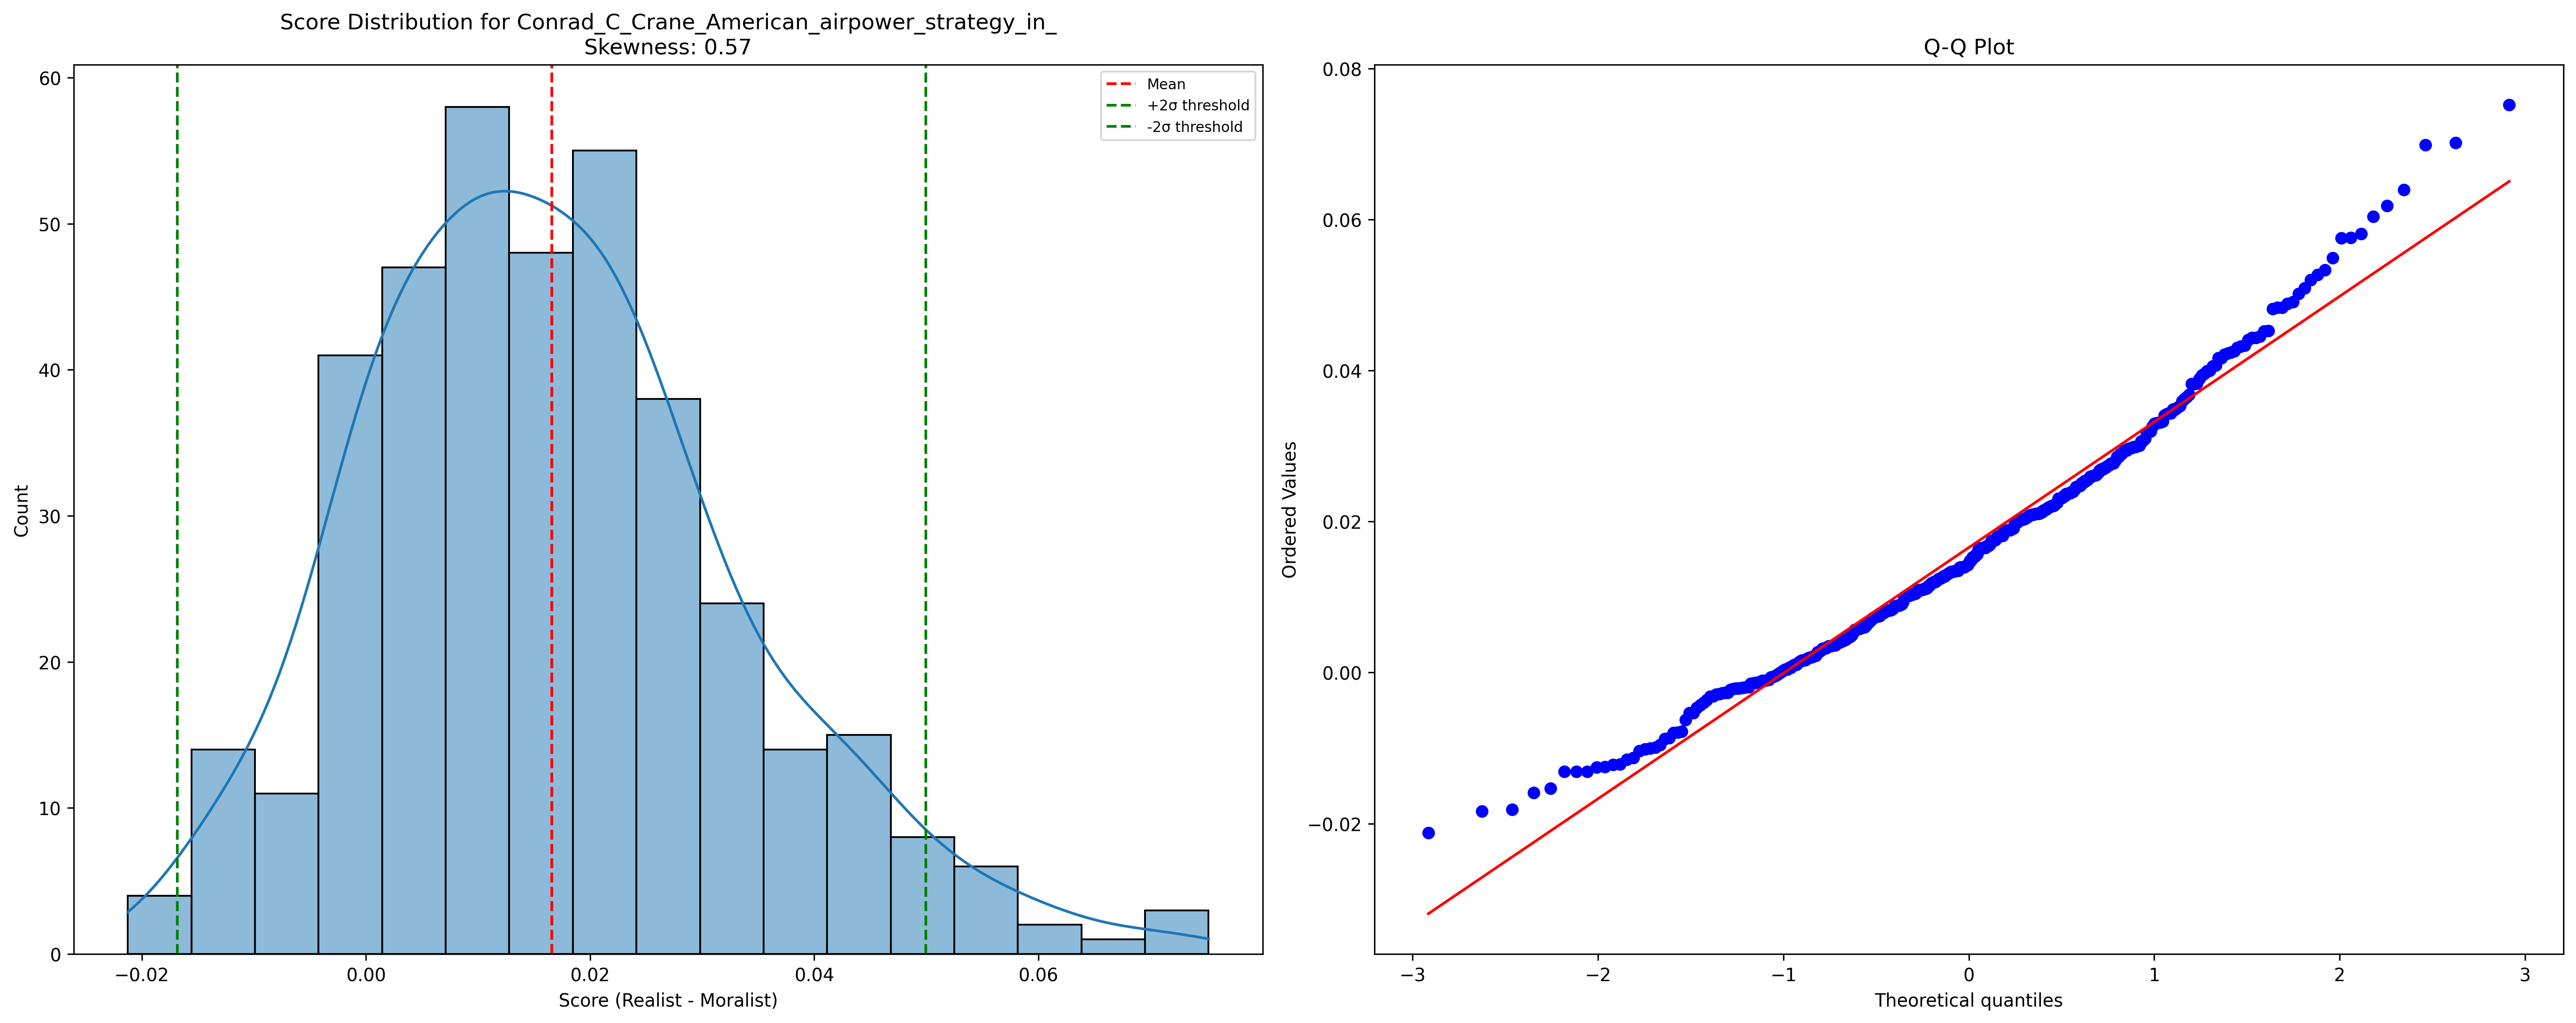 Score Distribution for Conrad_C_Crane_American_airpower_strategy_in_
Skewness: 0.57
60
50
40
30
20
10
0
Count
−0.02
0.00
0.02
0.04
0.06
Score (Realist - Moralist)
Mean
+2σ threshold
-2σ threshold
Q-Q Plot
0.08
0.06
0.04
0.02
0.00
−0.02
Ordered Values
−3
−2
−1
0
1
2
3
Theoretical quantiles